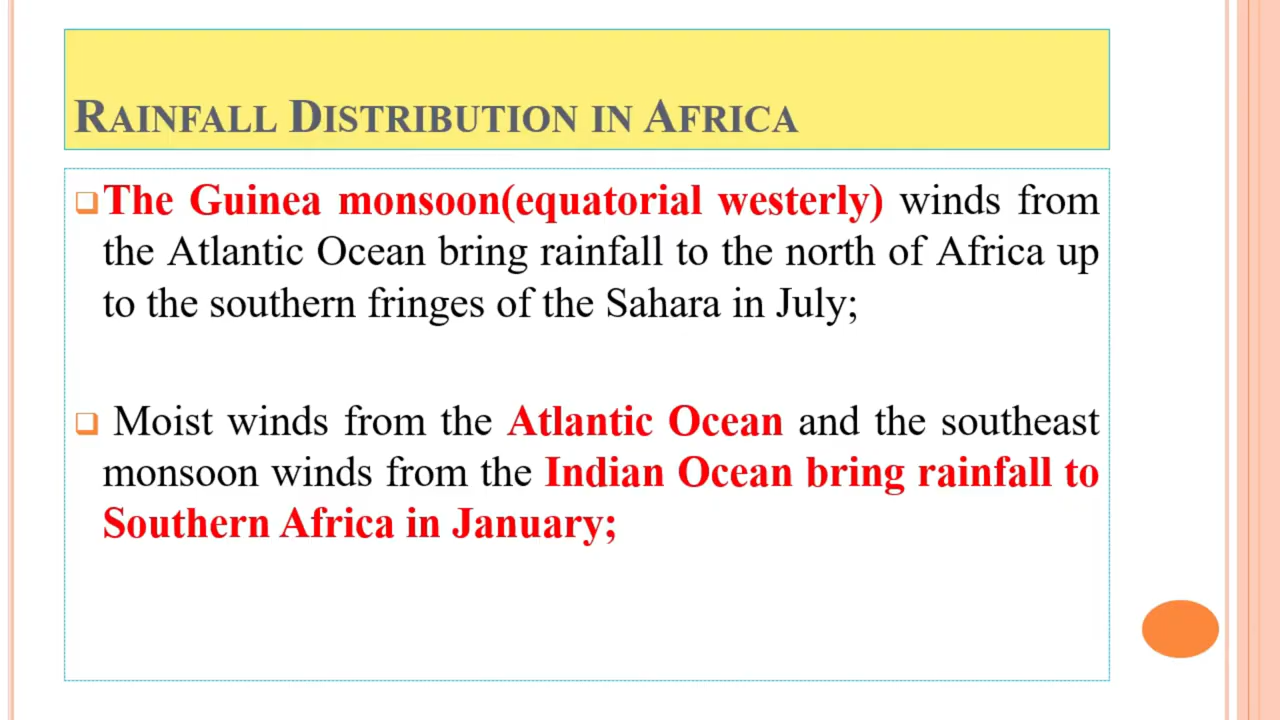 RAINFALL DISTRIBUTION IN AFRICA
The Guinea monsoon(equatorial westerly) winds from
the Atlantic Ocean bring rainfall to the north of Africa up
to the southern fringes of the Sahara in July;
Moist winds from the Atlantic Ocean and the southeast
monsoon winds from the Indian Ocean bring rainfall to
Southern Africa in January;